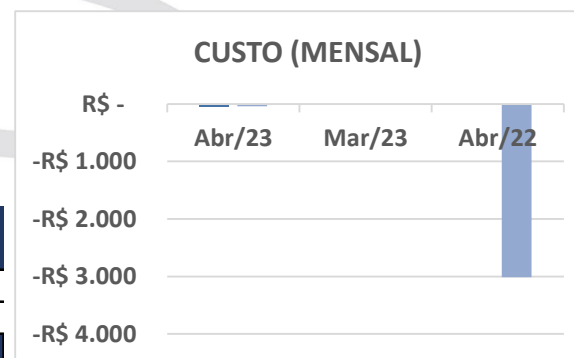 CUSTO (MENSAL)
R$ -
Abr/23 Mar/23 Abr/22
-R$ 1.000
-R$ 2.000
-R$ 3.000
-R$ 4.000